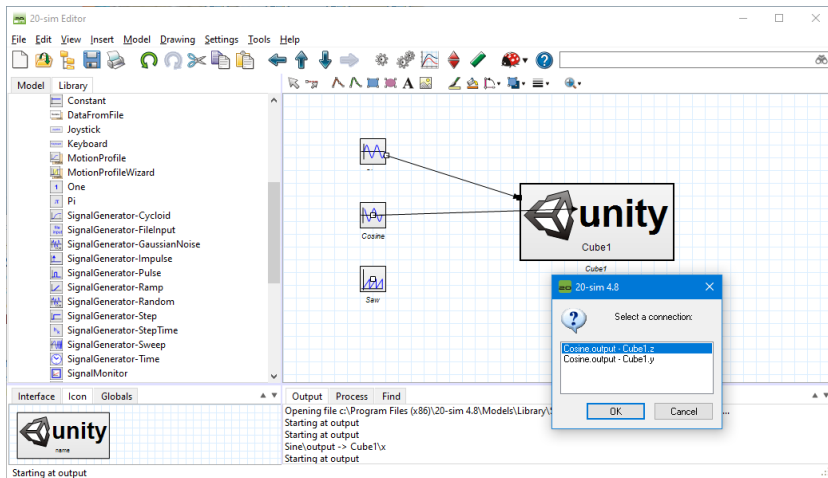 20-sim Editor
File Edit View Insert Model Drawing Settings Tools Help
Model Library
Constant
DataFromFile
Joystick
Keyboard
MotionProfile
MotionProfileWizard
One
Pi
SignalGenerator-Cycloid
SignalGenerator-FileInput
SignalGenerator-GaussianNoise
SignalGenerator-Impulse
SignalGenerator-Pulse
SignalGenerator-Ramp
SignalGenerator-Random
SignalGenerator-Step
SignalGenerator-StepTime
SignalGenerator-Sweep
SignalGenerator-Time
SignalMonitor
Cosine
Saw
unity
Cube1
Cube1
20-sim 4.8
Select a connection:
Cosine.output - Cube1.z
Cosine.output - Cube1.y
OK Cancel
Interface Icon Globals
unity
name
Output Process Find
Opening file c:\Program Files (x86)\20-sim 4.8\Models\Library\
Starting at output
Starting at output
Sine\output -> Cube1\x
Starting at output
Starting at output